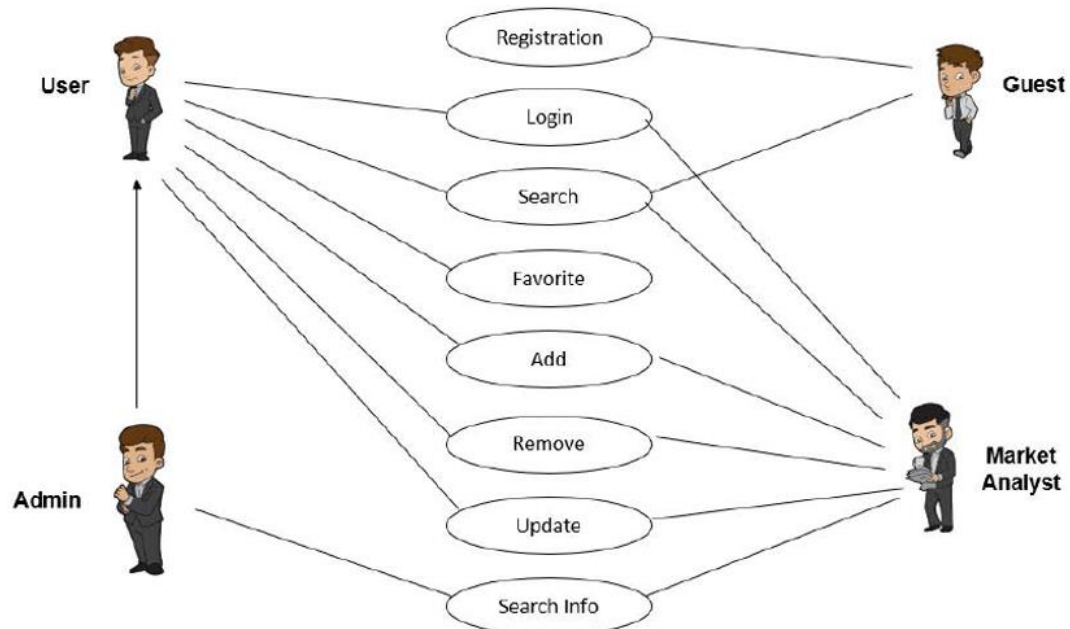 Registration
User
Guest
Login
Search
Favorite
Add
Remove
Market
Analyst
Admin
Update
Search Info